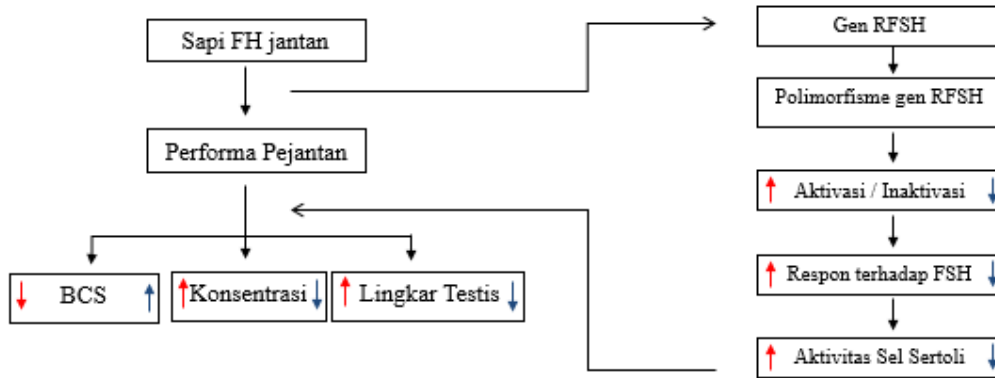 Sapi FH jantan
Performa Pejantan
BCS
Konsentrasi
Lingkar Testis
Gen RFSH
Polimorfisme gen RFSH
Aktivasi / Inaktivasi
Respon terhadap FSH
Aktivitas Sel Sertoli